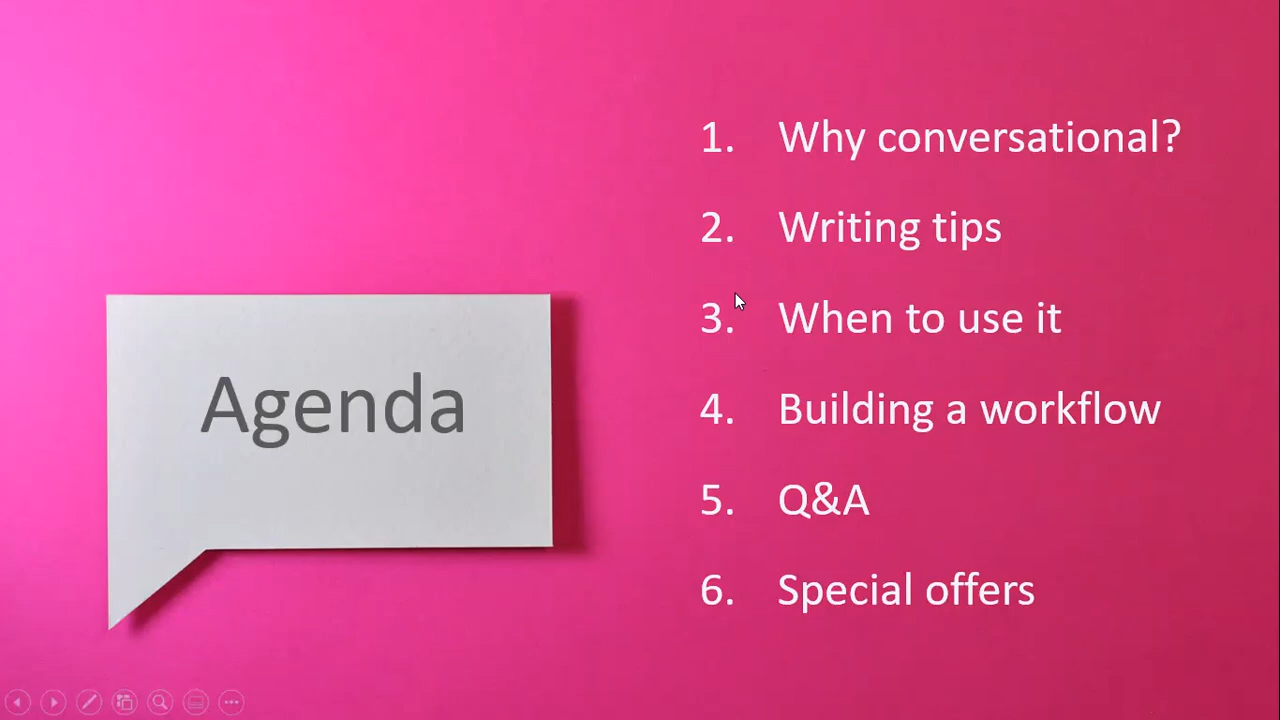 Agenda
1. Why conversational?
2. Writing tips
3. When to use it
4. Building a workflow
5. Q&A
6. Special offers